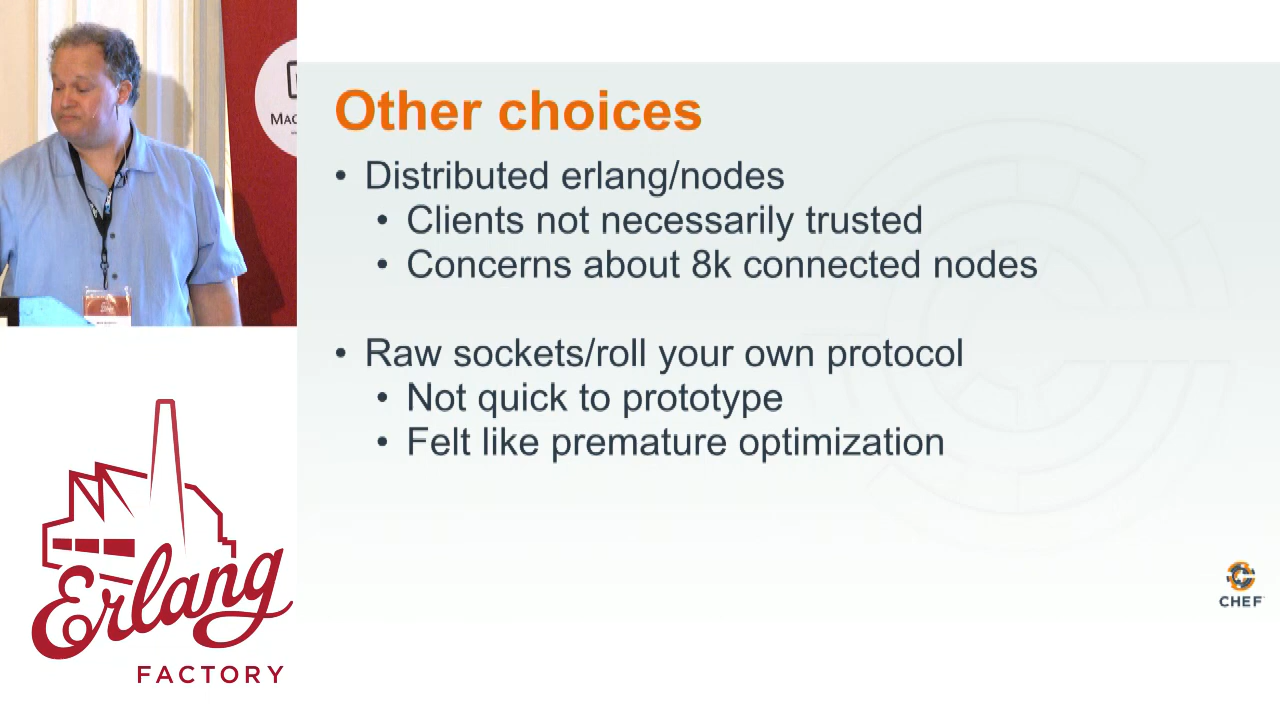 Other choices
• Distributed erlang/nodes
• Clients not necessarily trusted
• Concerns about 8k connected nodes
• Raw sockets/roll your own protocol
• Not quick to prototype
• Felt like premature optimization
CHEF
Erlang
FACTORY